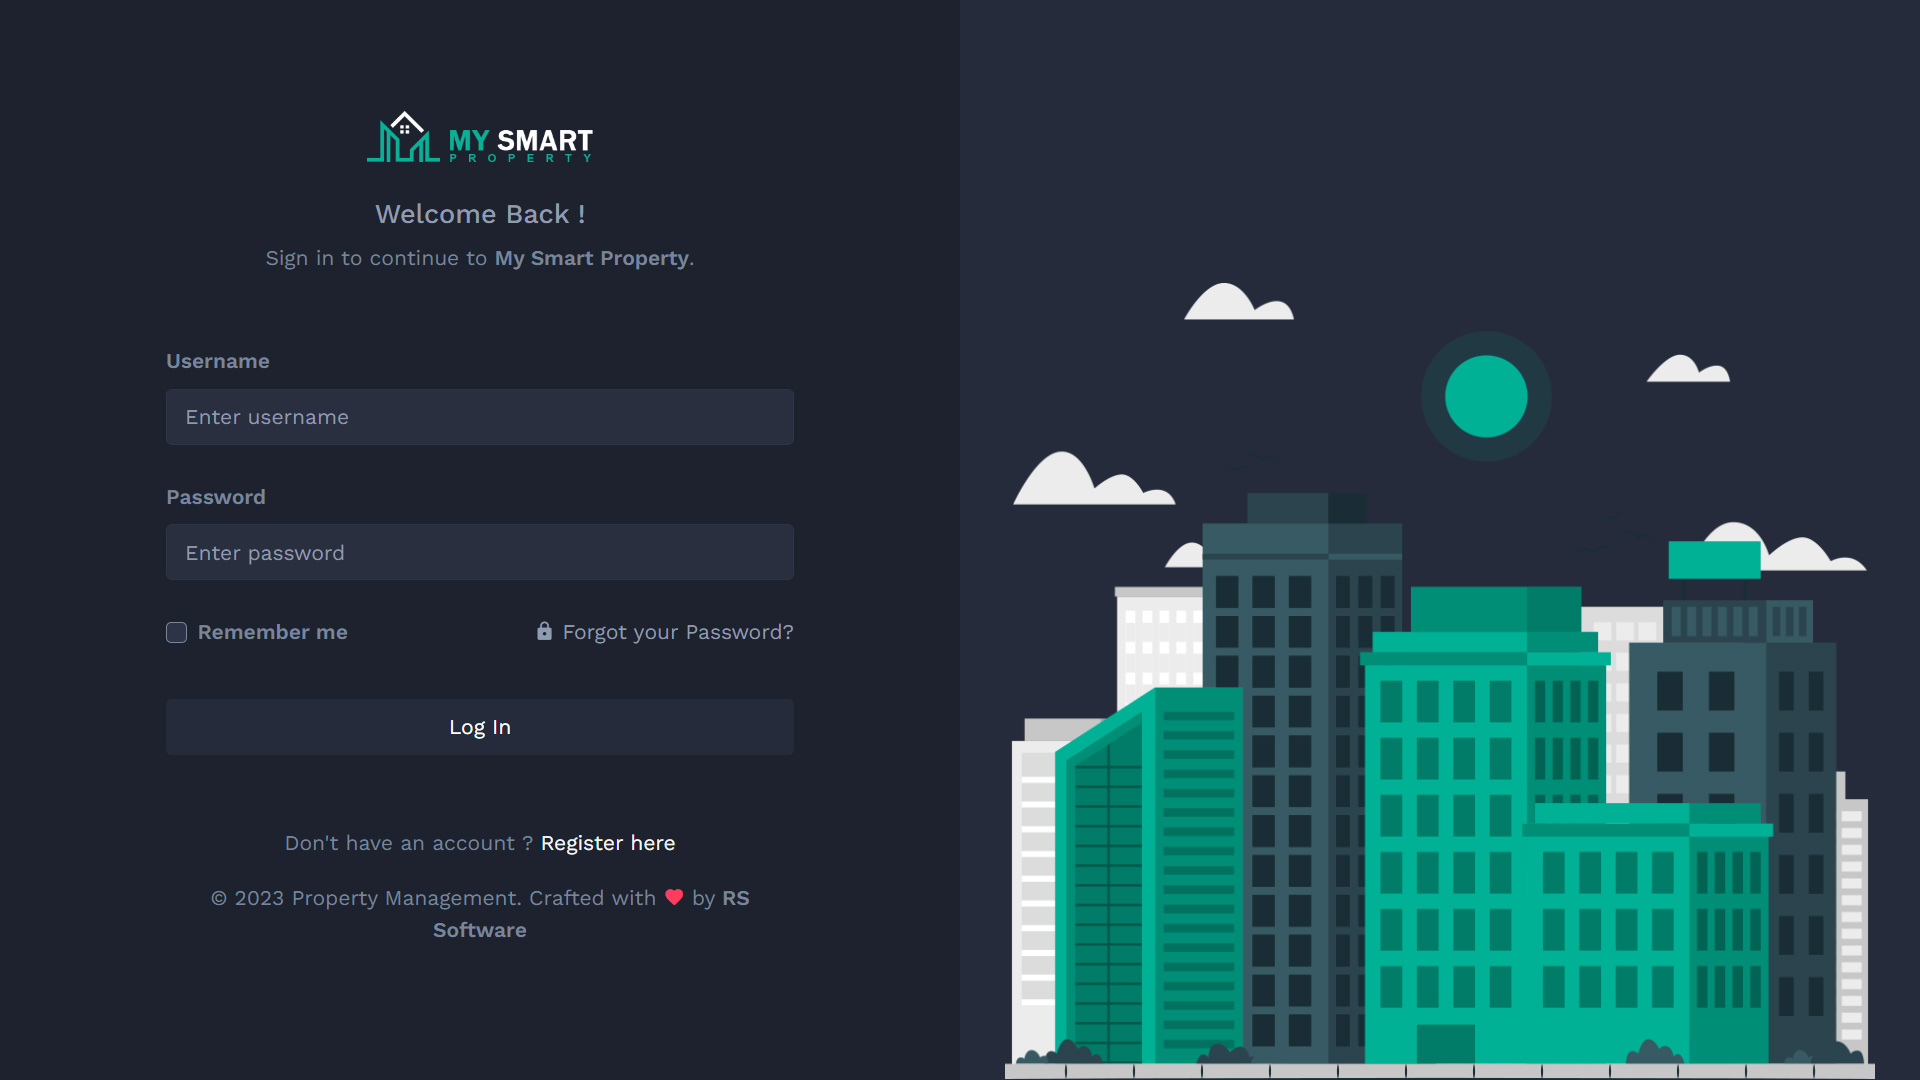 MY SMART
PROPERTY
Welcome Back !
Sign in to continue to My Smart Property.
Username
Enter username
Password
Enter password
Remember me
Forgot your Password?
Log In
Don't have an account ? Register here
© 2023 Property Management. Crafted with ❤ by RS
Software